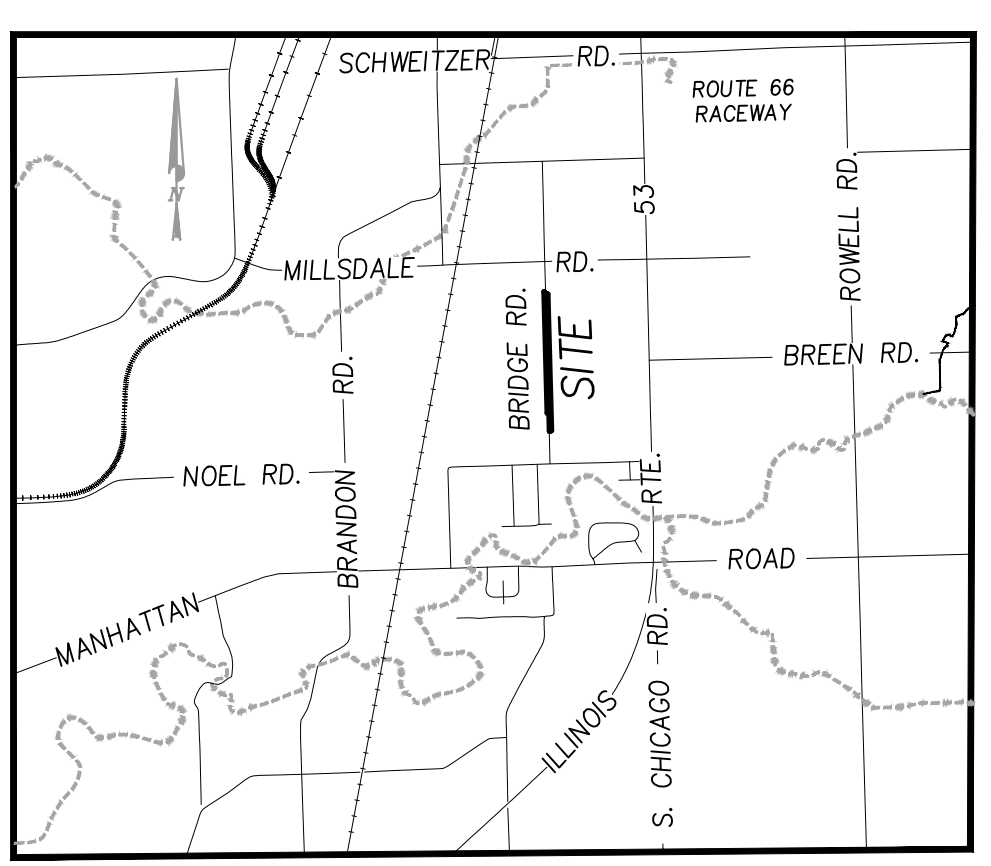 SCHWEITZER RD.
ROUTE 66
RACEWAY
N
53
ROWELL RD.
MILLSDALE RD.
BRIDGE RD.
SITE
BREEN RD.
BRANDON RD.
NOEL RD.
RTE.
MANHATTAN ROAD
ILLINOIS
S. CHICAGO RD.